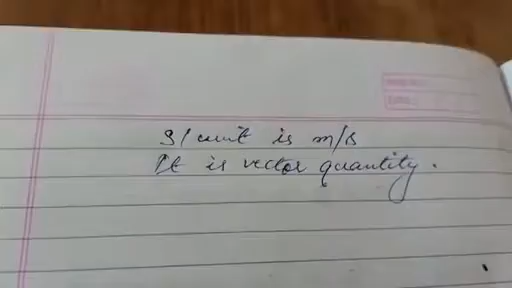 SI unit is m/s
It is vector quantity.